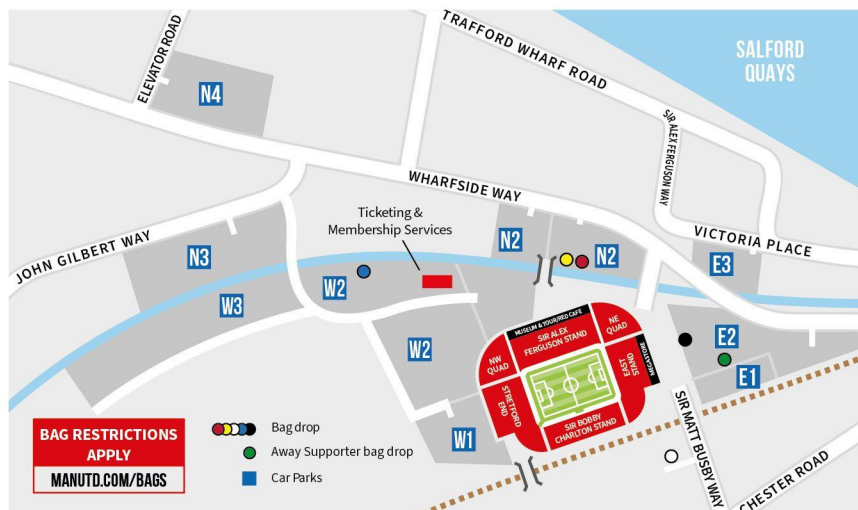 TRAFFORD WHARF ROAD
SALFORD
QUAYS
ELEVATOR ROAD
N4
SIR ALEX FERGUSON WAY
WHARFSIDE WAY
Ticketing &
Membership Services
JOHN GILBERT WAY
N3
N2
N2
VICTORIA PLACE
E3
W3
W2
MUSEUM & TOUR/RED CAFE
SIR ALEX
FERGUSON STAND
NE
QUAD
NW
QUAD
W2
EAST
STAND
MEGASTORE
E2
E1
STRETFORD
END
SIR BOBBY
CHARLTON STAND
W1
SIR MATT BUSBY WAY
CHESTER ROAD
BAG RESTRICTIONS
APPLY
MANUTD.COM/BAGS
Bag drop
Away Supporter bag drop
Car Parks